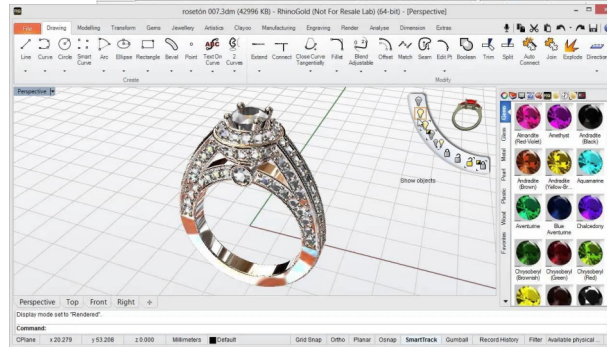 rosetón 007.3dm (42996 KB) - RhinoGold (Not For Resale Lab) (64-bit) - [Perspective]
File Drawing Modelling Transform Gems Jewellery Clayoo Manufacturing Engraving Render Analyse Dimension Extras
Line Curve Circle Smart Curve Arc Ellipse Rectangle Bevel Point Text On Curve 2 Curves Extend Connect Close Curve Tangentially Fillet Blend Adjustable Offset Match Seam Edit Pt Boolean Trim Split Auto Connect Join Explode Direction
Create Modify
Perspective
Show objects
Gems
Glass
Metal
Pearl
Plastic
Wood
Favorites
Almandite (Red-Violet) Amethyst Andradite (Black)
Andradite (Brown) Andradite (Yellow-Br... Aquamarine
Aventurine Blue Aventurine Chalcedony
Chrysoberyl (Brownish) Chrysoberyl (Green) Chrysoberyl (Red)
Perspective Top Front Right
Display mode set to "Rendered".
Command:
CPlane x 20.279 y 53.208 z 0.000 Millimeters Default Grid Snap Ortho Planar Osnap SmartTrack Gumball Record History Filter Available physical ...